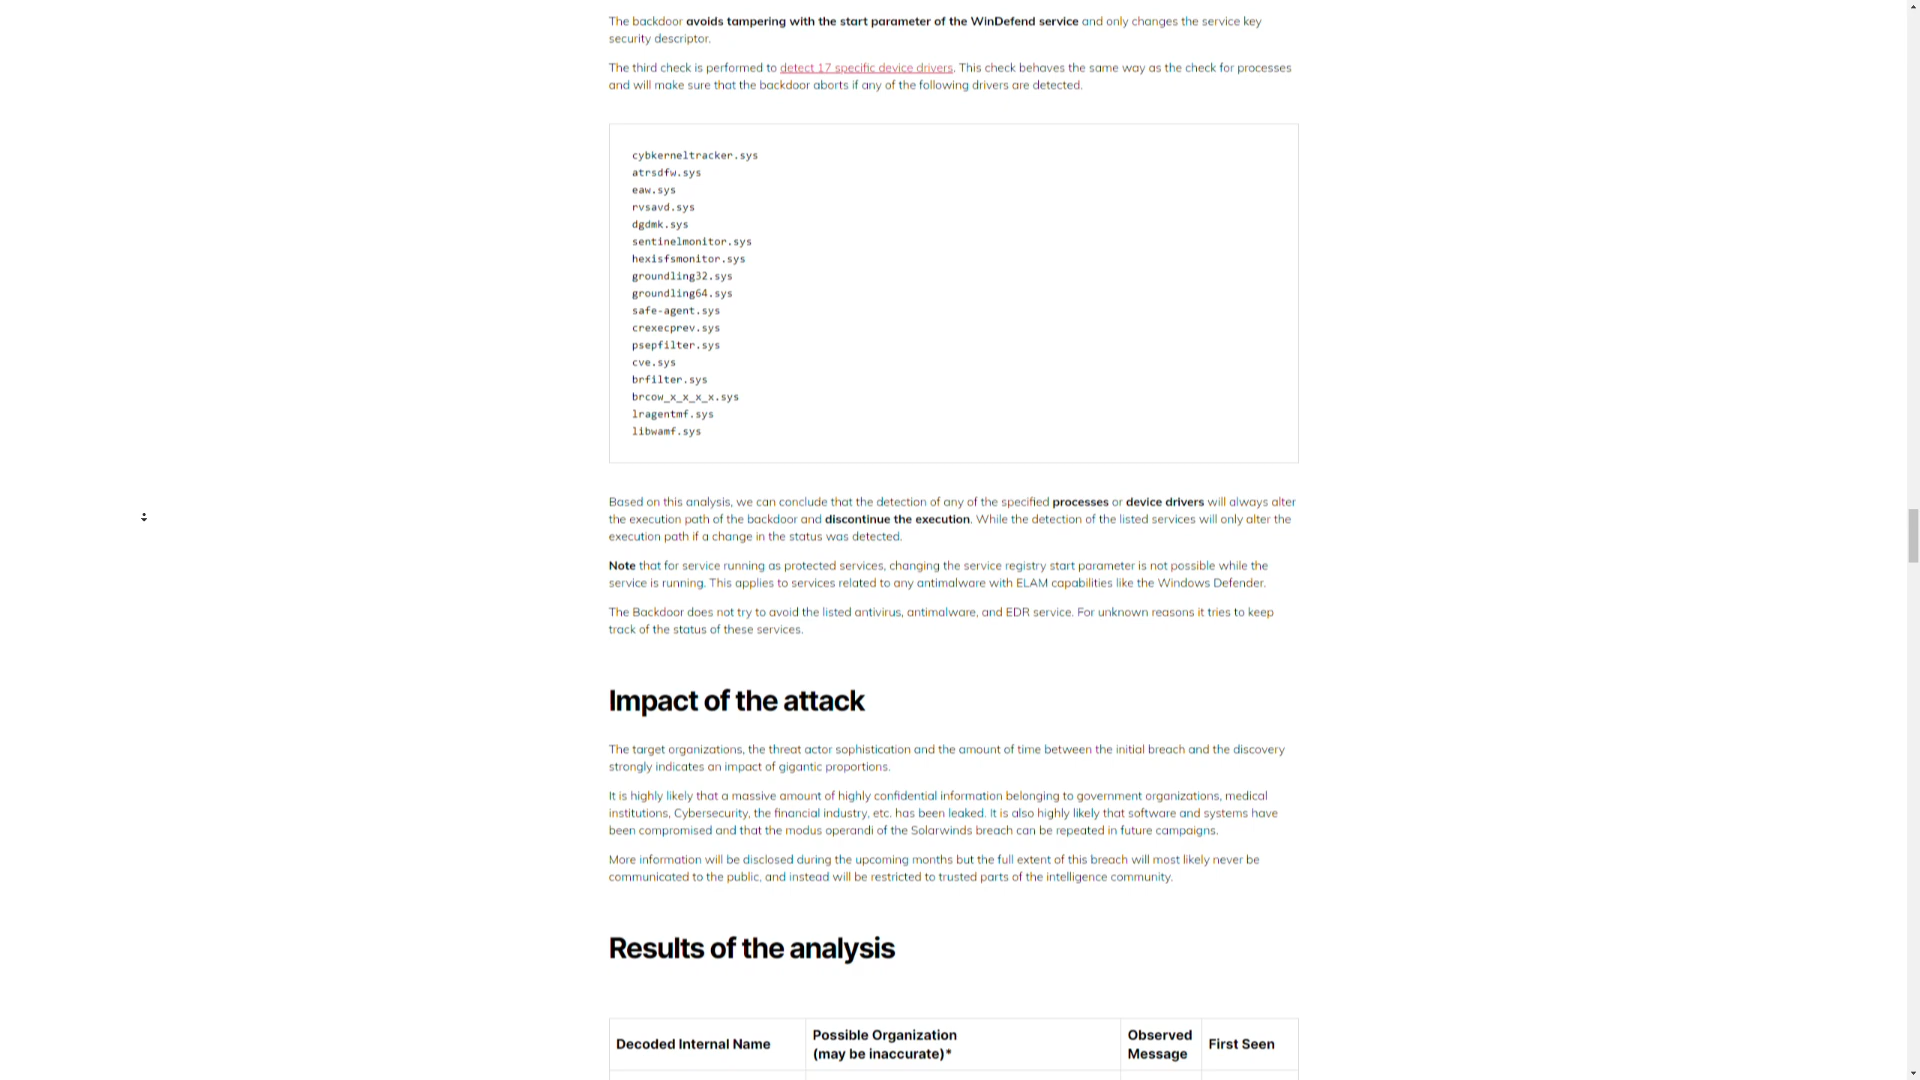 The backdoor avoids tampering with the start parameter of the WinDefend service and only changes the service key
security descriptor.
The third check is performed to detect 17 specific device drivers. This check behaves the same way as the check for processes
and will make sure that the backdoor aborts if any of the following drivers are detected.
cybkerneltracker.sys
atrsdfw.sys
eaw.sys
rvsavd.sys
dgdmk.sys
sentinelmonitor.sys
hexisfsmonitor.sys
groundling32.sys
groundling64.sys
safe-agent.sys
crexecprev.sys
psepfilter.sys
cve.sys
brfilter.sys
brcow_x_x_x_x.sys
lragentmf.sys
libwamf.sys
Based on this analysis, we can conclude that the detection of any of the specified processes or device drivers will always alter
the execution path of the backdoor and discontinue the execution. While the detection of the listed services will only alter the
execution path if a change in the status was detected.
Note that for service running as protected services, changing the service registry start parameter is not possible while the
service is running. This applies to services related to any antimalware with ELAM capabilities like the Windows Defender.
The Backdoor does not try to avoid the listed antivirus, antimalware, and EDR service. For unknown reasons it tries to keep
track of the status of these services.
Impact of the attack
The target organizations, the threat actor sophistication and the amount of time between the initial breach and the discovery
strongly indicates an impact of gigantic proportions.
It is highly likely that a massive amount of highly confidential information belonging to government organizations, medical
institutions, Cybersecurity, the financial industry, etc. has been leaked. It is also highly likely that software and systems have
been compromised and that the modus operandi of the Solarwinds breach can be repeated in future campaigns.
More information will be disclosed during the upcoming months but the full extent of this breach will most likely never be
communicated to the public, and instead will be restricted to trusted parts of the intelligence community.
Results of the analysis
Decoded Internal Name
Possible Organization
(may be inaccurate)*
Observed
Message
First Seen